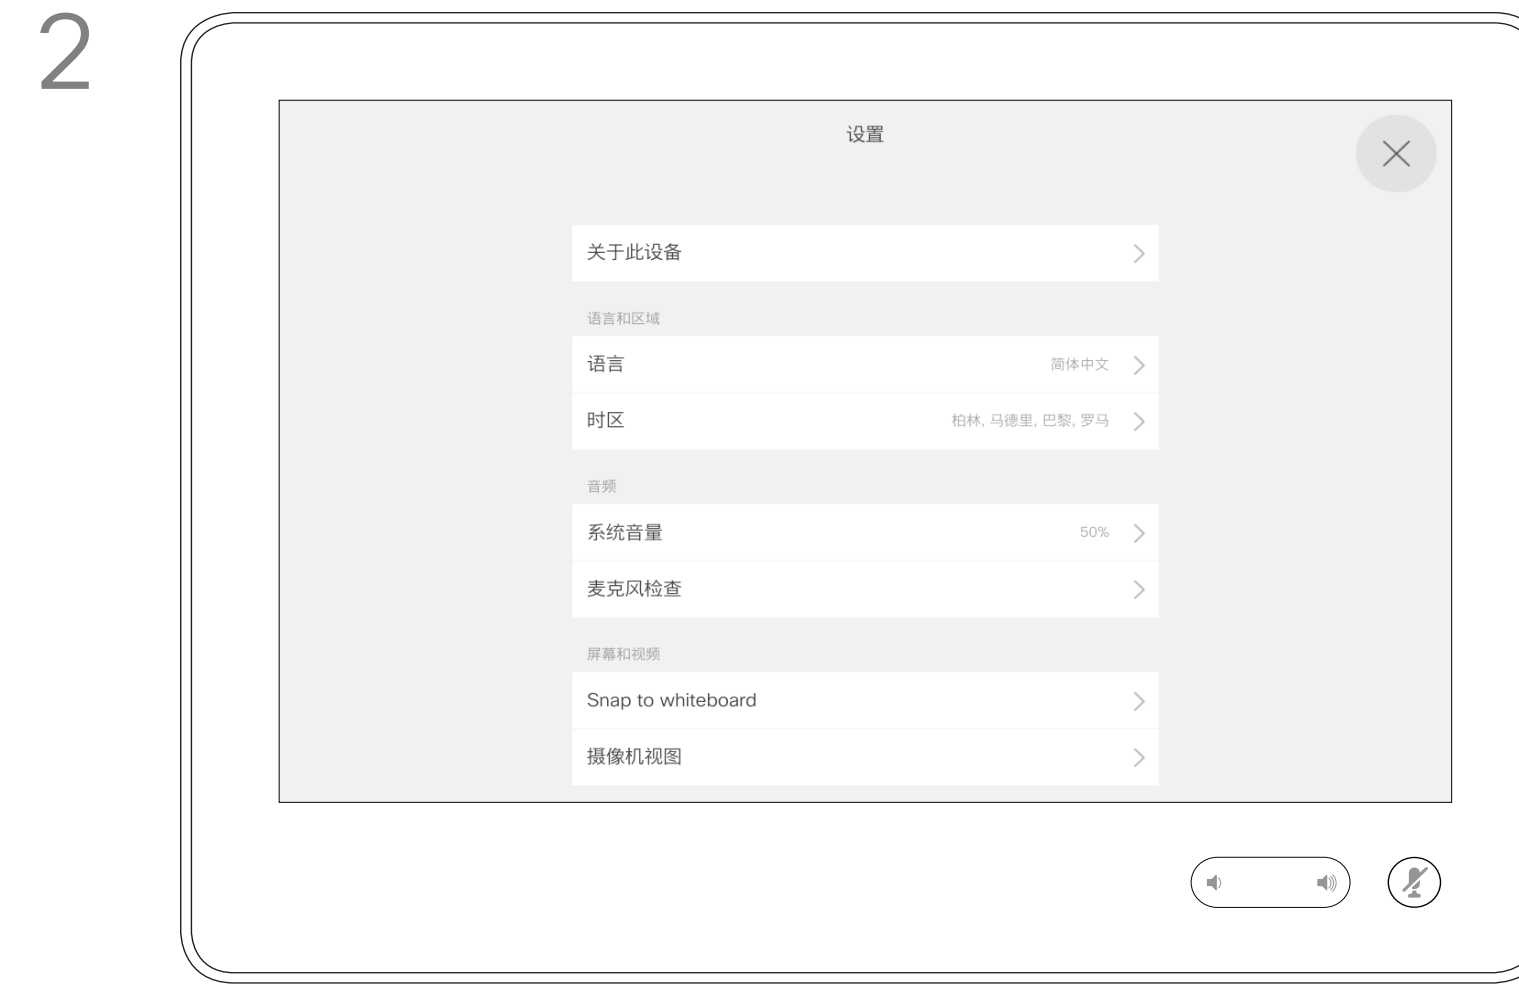 2
设置
关于此设备
语言和区域
语言 简体中文
时区 柏林, 马德里, 巴黎, 罗马
音频
系统音量 50%
麦克风检查
屏幕和视频
Snap to whiteboard
摄像机视图